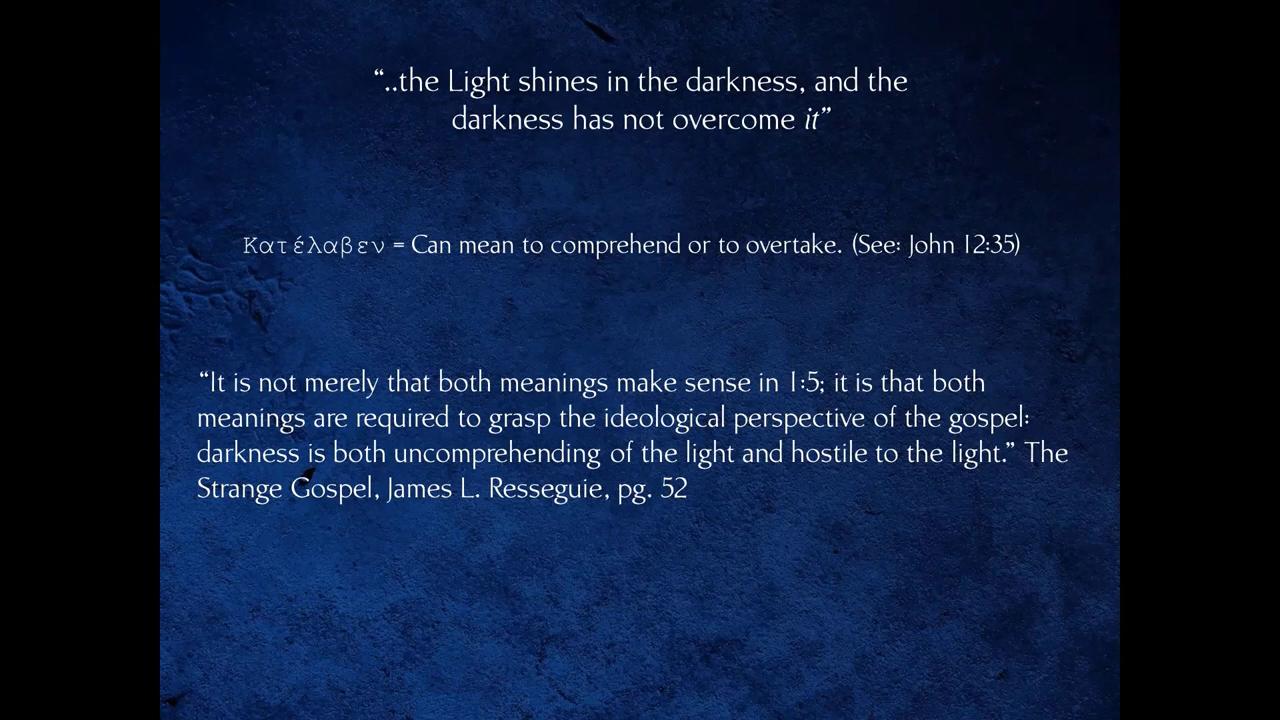 “..the Light shines in the darkness, and the
darkness has not overcome it”
Κατέλαβεν = Can mean to comprehend or to overtake. (See: John 12:35)
“It is not merely that both meanings make sense in 1:5; it is that both
meanings are required to grasp the ideological perspective of the gospel:
darkness is both uncomprehending of the light and hostile to the light.” The
Strange Gospel, James L. Resseguie, pg. 52